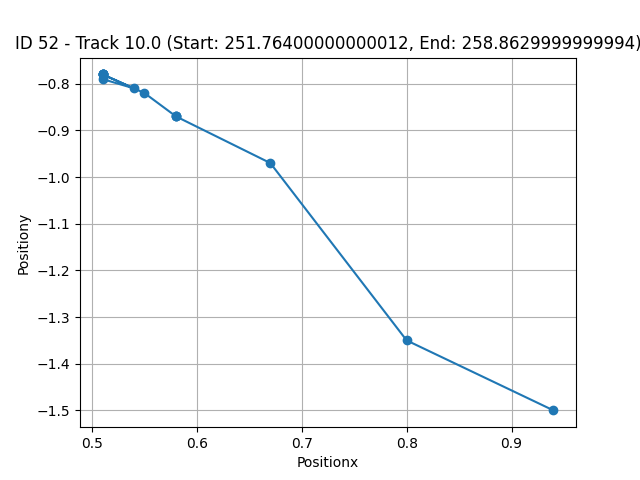 ID 52 - Track 10.0 (Start: 251.76400000000012, End: 258.8629999999994)
−0.8
−0.9
−1.0
−1.1
−1.2
−1.3
−1.4
−1.5
Positiony
0.5 0.6 0.7 0.8 0.9
Positionx